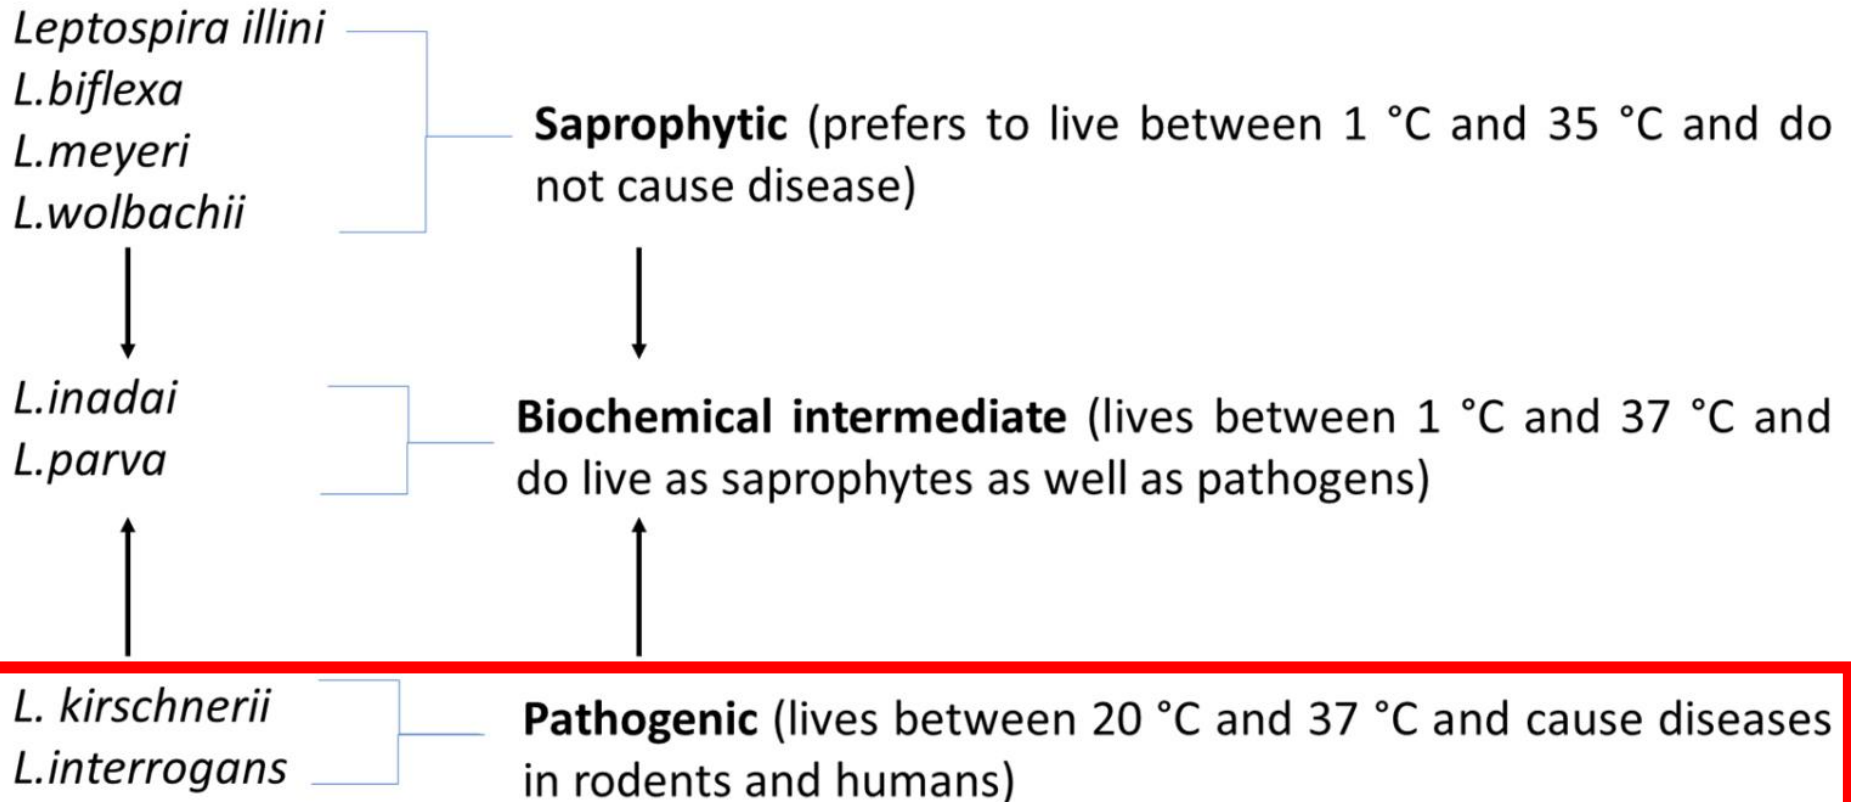 Leptospira illini
L.biflexa
L.meyeri
L.wolbachii
Saprophytic (prefers to live between 1 °C and 35 °C and do
not cause disease)
L.inadai
L.parva
Biochemical intermediate (lives between 1 °C and 37 °C and
do live as saprophytes as well as pathogens)
L. kirschnerii
L.interrogans
Pathogenic (lives between 20 °C and 37 °C and cause diseases
in rodents and humans)